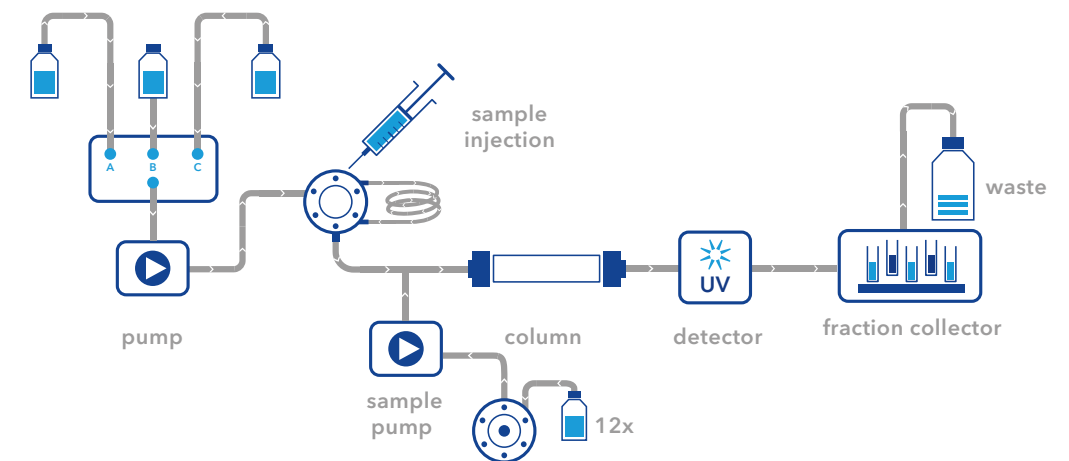 sample
injection
A
B
C
waste
UV
pump
column
detector
fraction collector
sample
pump
12x